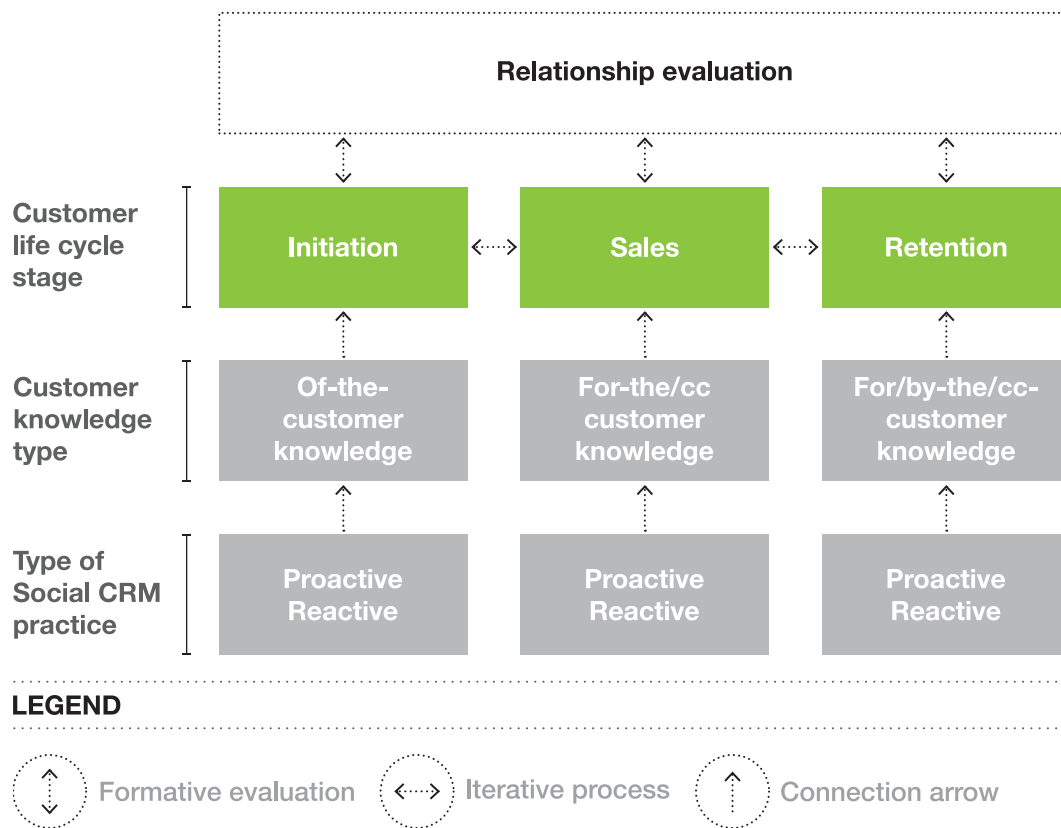 Relationship evaluation
Customer
life cycle
stage
Initiation
Sales
Retention
Customer
knowledge
type
Of-the-
customer
knowledge
For-the/cc
customer
knowledge
For/by-the/cc-
customer
knowledge
Type of
Social CRM
practice
Proactive
Reactive
Proactive
Reactive
Proactive
Reactive
LEGEND
Formative evaluation
Iterative process
Connection arrow